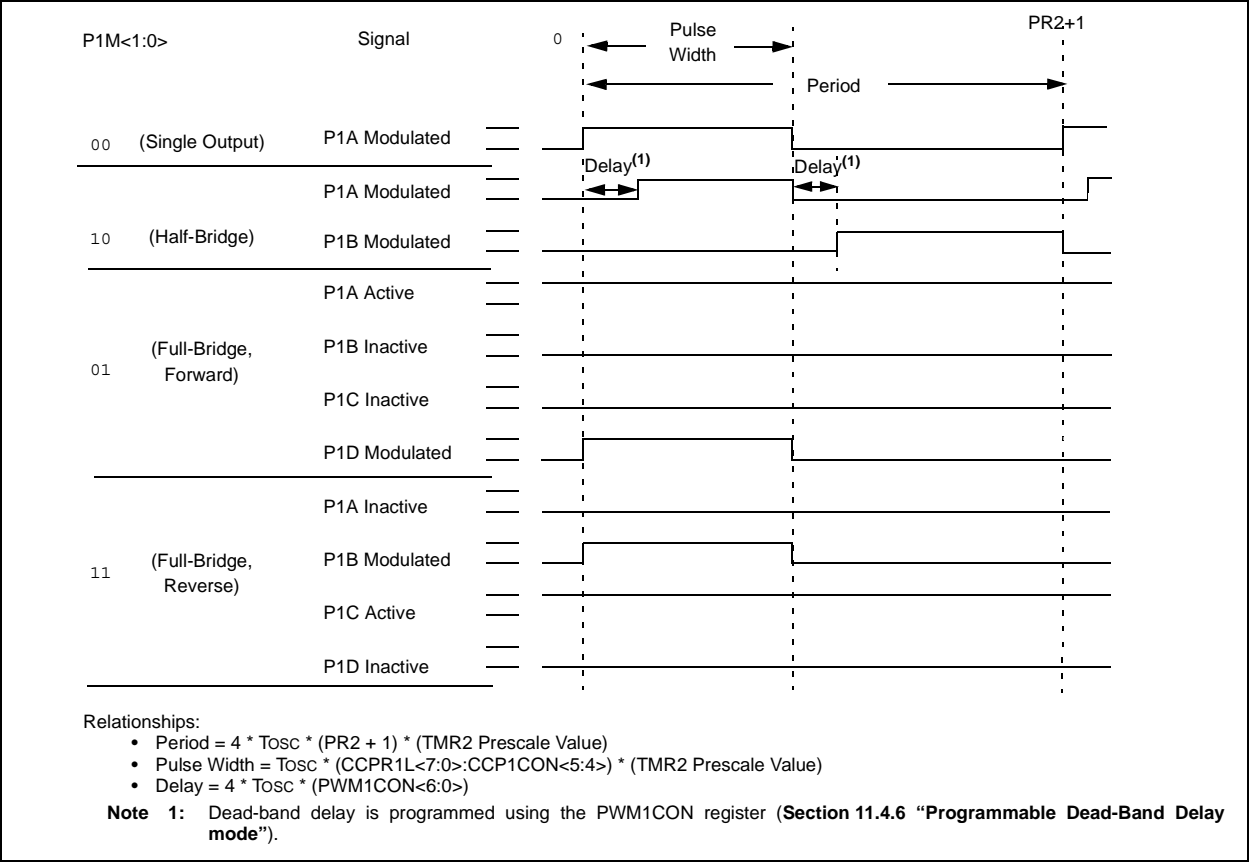 P1M<1:0> Signal 0 Pulse Width PR2+1
Period
00 (Single Output) P1A Modulated
Delay(1) Delay(1)
P1A Modulated
10 (Half-Bridge) P1B Modulated
P1A Active
01 (Full-Bridge, Forward) P1B Inactive
P1C Inactive
P1D Modulated
P1A Inactive
11 (Full-Bridge, Reverse) P1B Modulated
P1C Active
P1D Inactive
Relationships:
• Period = 4 * TOSC * (PR2 + 1) * (TMR2 Prescale Value)
• Pulse Width = TOSC * (CCPR1L<7:0>:CCP1CON<5:4>) * (TMR2 Prescale Value)
• Delay = 4 * TOSC * (PWM1CON<6:0>)
Note 1: Dead-band delay is programmed using the PWM1CON register (Section 11.4.6 “Programmable Dead-Band Delay
mode”).